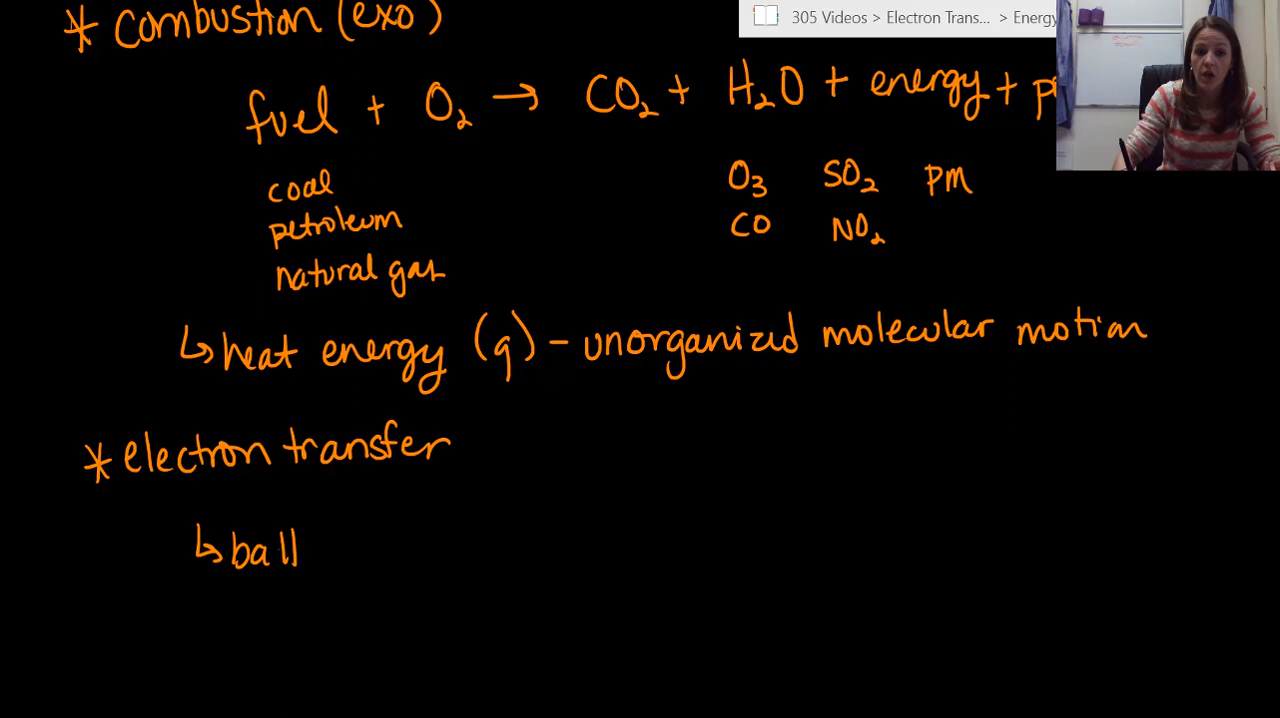 * Combustion (exo)
305 Videos > Electron Trans... > Energy
fuel + O₂ → CO₂ + H₂O + energy +
coal
petroleum
natural gas
O₃ SO₂ PM
CO NO₂
↳ heat energy (q) – unorganized molecular motion
* electron transfer
↳ ball